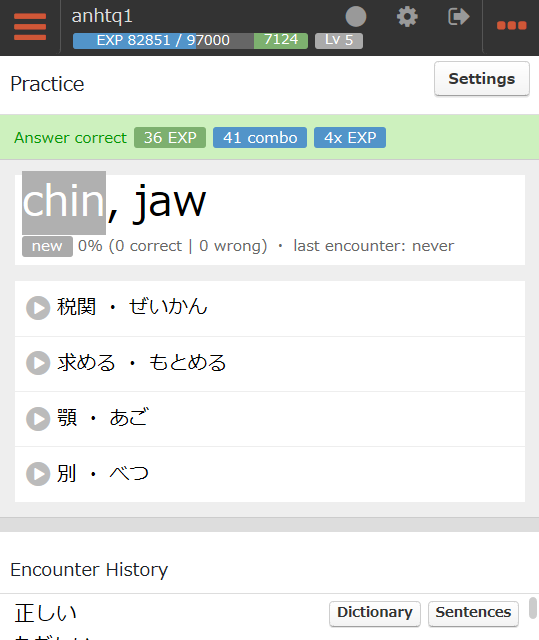 anhtq1
EXP 82851 / 97000 7124 Lv 5
Practice Settings
Answer correct 36 EXP 41 combo 4x EXP
chin, jaw
new 0% (0 correct | 0 wrong) · last encounter: never
税関 ・ ぜいかん
求める ・ もとめる
顎 ・ あご
別 ・ べつ
Encounter History
正しい Dictionary Sentences